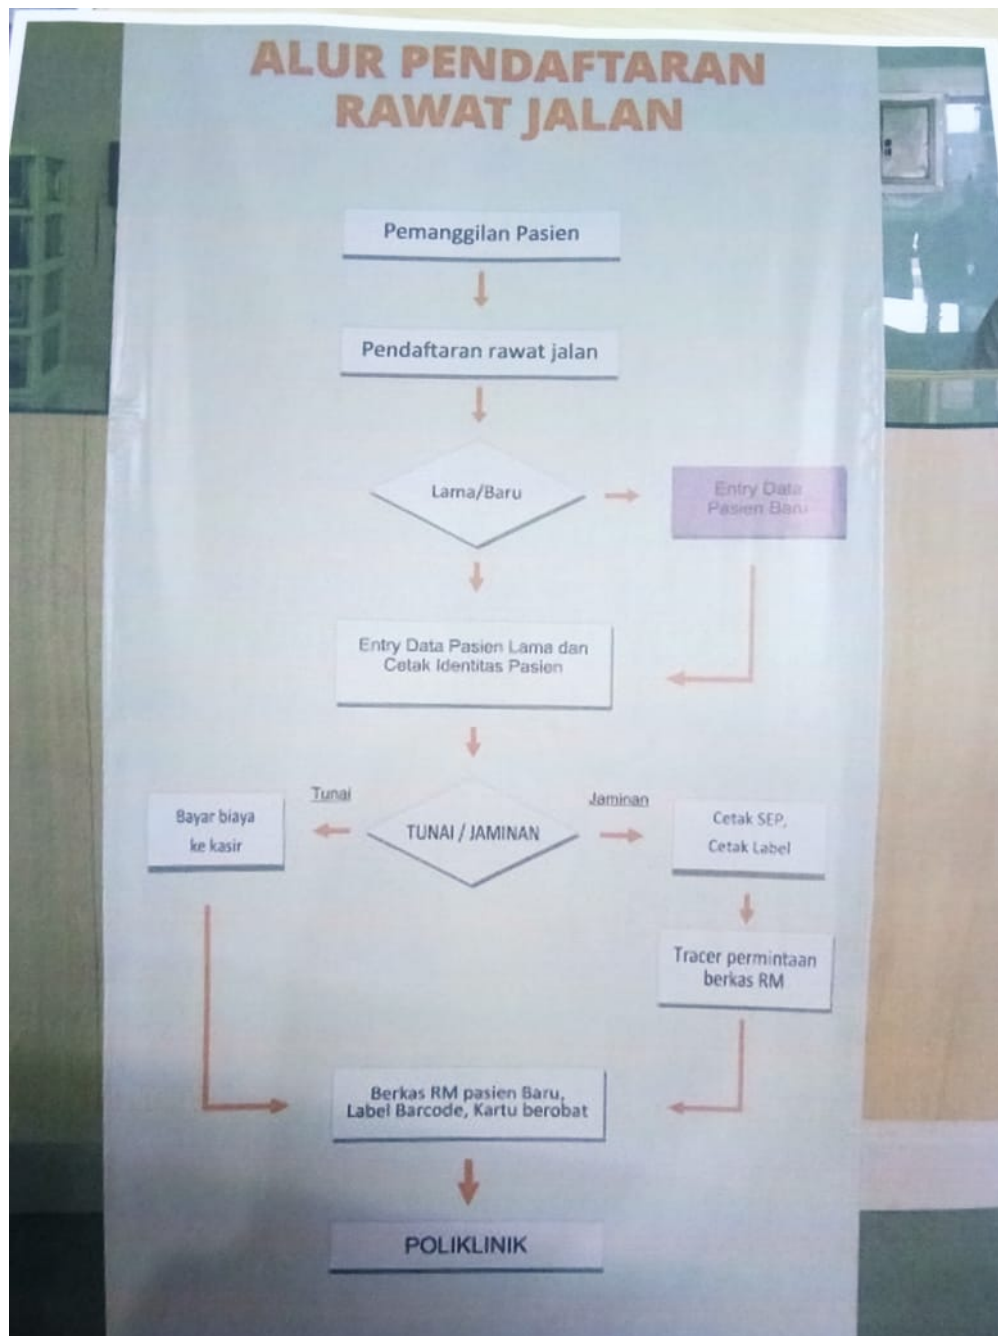 ALUR PENDAFTARAN
RAWAT JALAN
Pemanggilan Pasien
Pendaftaran rawat jalan
Lama/Baru
Entry Data
Pasien Baru
Entry Data Pasien Lama dan
Cetak Identitas Pasien
Tunai
Jaminan
Bayar biaya
ke kasir
TUNAI / JAMINAN
Cetak SEP,
Cetak Label
Tracer permintaan
berkas RM
Berkas RM pasien Baru,
Label Barcode, Kartu berobat
POLIKLINIK